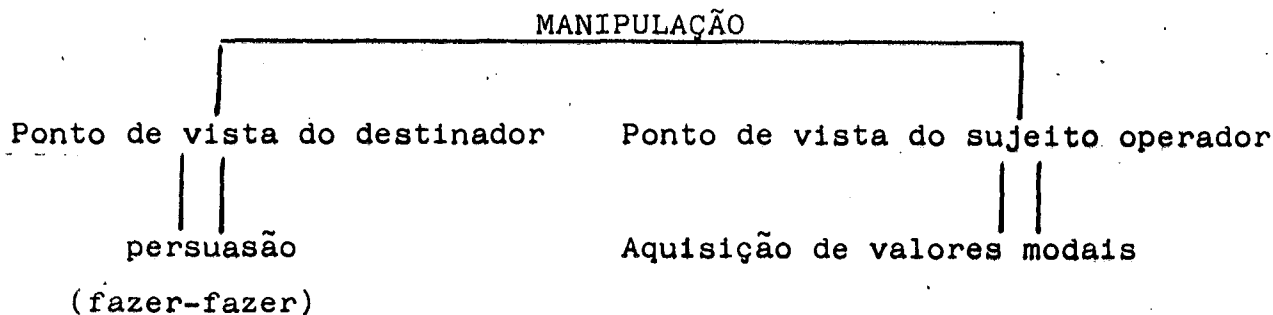 MANIPULAÇÃO
Ponto de vista do destinador Ponto de vista do sujeito operador
persuasão Aquisição de valores modais
(fazer-fazer)